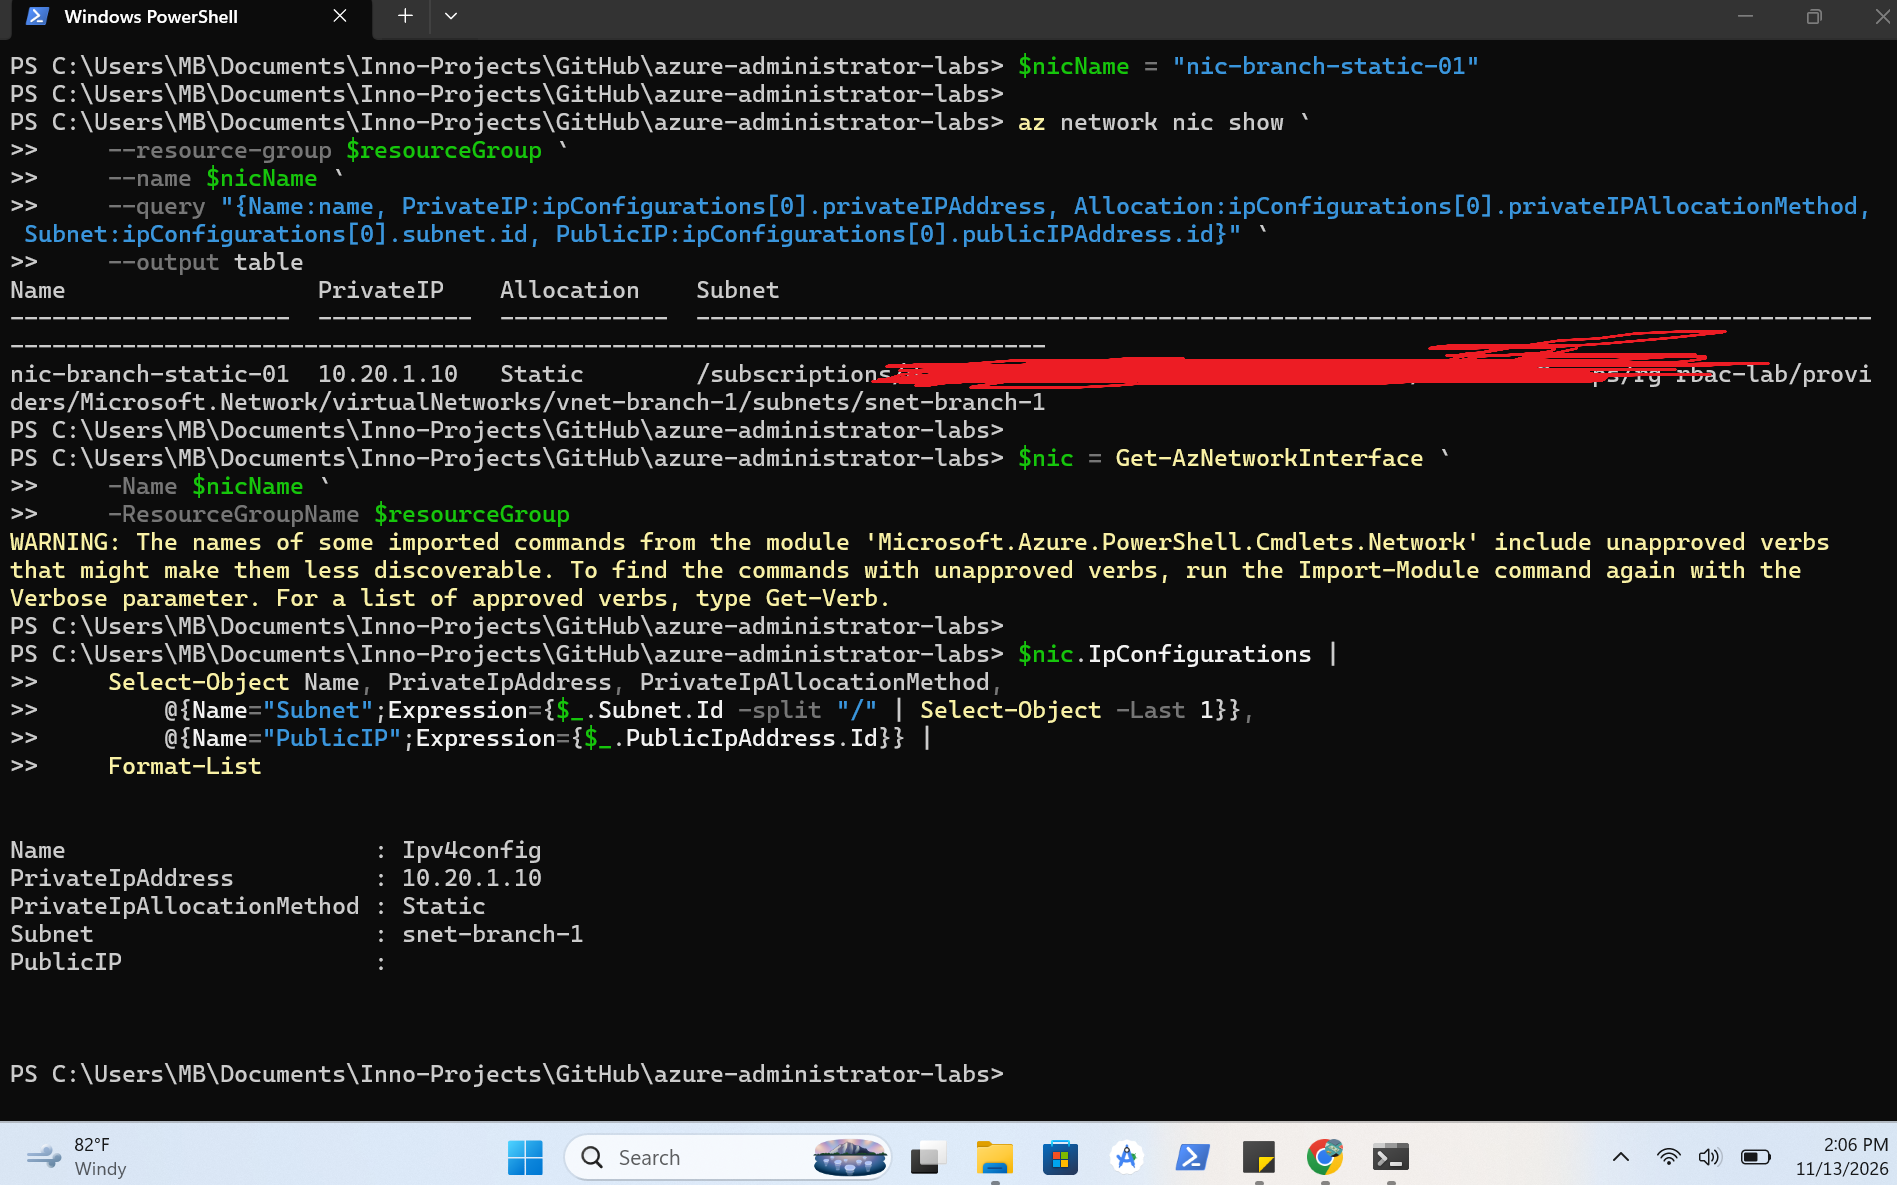 Windows PowerShell
PS C:\Users\MB\Documents\Inno-Projects\GitHub\azure-administrator-labs> $nicName = "nic-branch-static-01"
PS C:\Users\MB\Documents\Inno-Projects\GitHub\azure-administrator-labs>
PS C:\Users\MB\Documents\Inno-Projects\GitHub\azure-administrator-labs> az network nic show `
>>     --resource-group $resourceGroup `
>>     --name $nicName `
>>     --query "{Name:name, PrivateIP:ipConfigurations[0].privateIPAddress, Allocation:ipConfigurations[0].privateIPAllocationMethod,
 Subnet:ipConfigurations[0].subnet.id, PublicIP:ipConfigurations[0].publicIPAddress.id}" `
>>     --output table
Name                  PrivateIP    Allocation    Subnet
--------------------  -----------  ------------  ------------------------------------------------------------------------------------
--------------------------------------------------------------------------
nic-branch-static-01  10.20.1.10   Static        /subscriptions/ ps/rg-rbac-lab/provi
ders/Microsoft.Network/virtualNetworks/vnet-branch-1/subnets/snet-branch-1
PS C:\Users\MB\Documents\Inno-Projects\GitHub\azure-administrator-labs>
PS C:\Users\MB\Documents\Inno-Projects\GitHub\azure-administrator-labs> $nic = Get-AzNetworkInterface `
>>     -Name $nicName `
>>     -ResourceGroupName $resourceGroup
WARNING: The names of some imported commands from the module 'Microsoft.Azure.PowerShell.Cmdlets.Network' include unapproved verbs
that might make them less discoverable. To find the commands with unapproved verbs, run the Import-Module command again with the
Verbose parameter. For a list of approved verbs, type Get-Verb.
PS C:\Users\MB\Documents\Inno-Projects\GitHub\azure-administrator-labs>
PS C:\Users\MB\Documents\Inno-Projects\GitHub\azure-administrator-labs> $nic.IpConfigurations |
>>     Select-Object Name, PrivateIpAddress, PrivateIpAllocationMethod,
>>         @{Name="Subnet";Expression={$_.Subnet.Id -split "/" | Select-Object -Last 1}},
>>         @{Name="PublicIP";Expression={$_.PublicIpAddress.Id}} |
>>     Format-List
Name                      : Ipv4config
PrivateIpAddress          : 10.20.1.10
PrivateIpAllocationMethod : Static
Subnet                    : snet-branch-1
PublicIP                  :
PS C:\Users\MB\Documents\Inno-Projects\GitHub\azure-administrator-labs>
82°F
Windy
Search
2:06 PM
11/13/2026